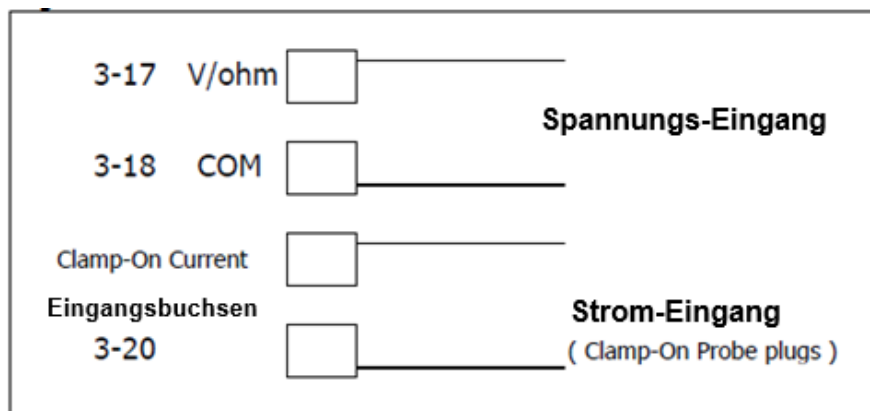 3-17 V/ohm
Spannungs-Eingang
3-18 COM
Clamp-On Current
Eingangsbuchsen
3-20
Strom-Eingang
( Clamp-On Probe plugs )